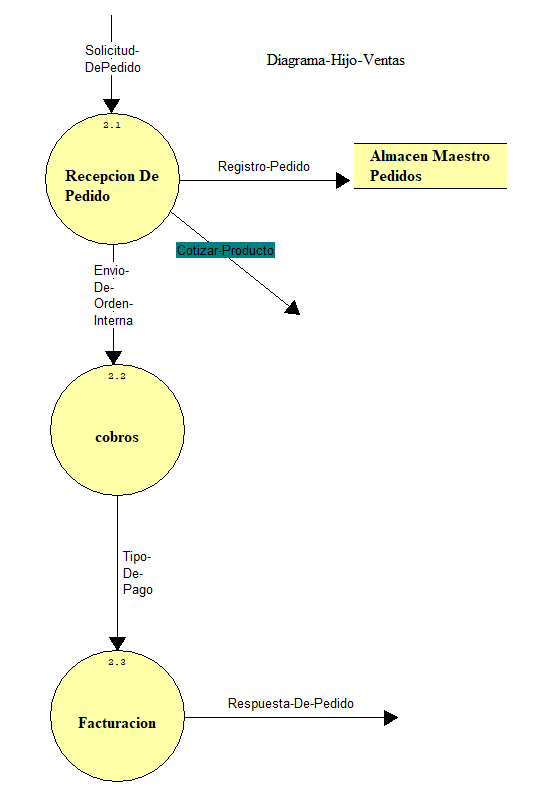 Solicitud-
DePedido
Diagrama-Hijo-Ventas
2.1
Recepcion De
Pedido
Registro-Pedido
Almacen Maestro
Pedidos
Cotizar-Producto
Envio-
De-
Orden-
Interna
2.2
cobros
Tipo-
De-
Pago
2.3
Facturacion
Respuesta-De-Pedido